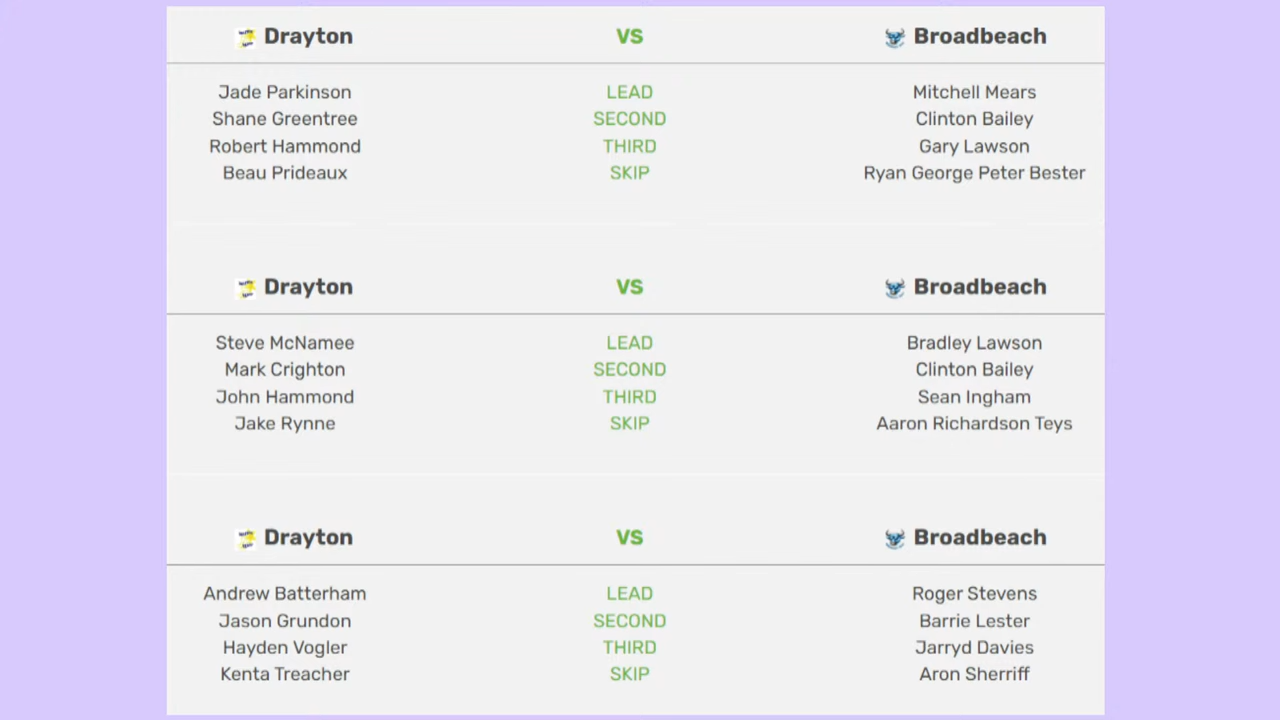 Drayton VS Broadbeach
Jade Parkinson LEAD Mitchell Mears
Shane Greentree SECOND Clinton Bailey
Robert Hammond THIRD Gary Lawson
Beau Prideaux SKIP Ryan George Peter Bester
Drayton VS Broadbeach
Steve McNamee LEAD Bradley Lawson
Mark Crighton SECOND Clinton Bailey
John Hammond THIRD Sean Ingham
Jake Rynne SKIP Aaron Richardson Teys
Drayton VS Broadbeach
Andrew Batterham LEAD Roger Stevens
Jason Grundon SECOND Barrie Lester
Hayden Vogler THIRD Jarryd Davies
Kenta Treacher SKIP Aron Sherriff